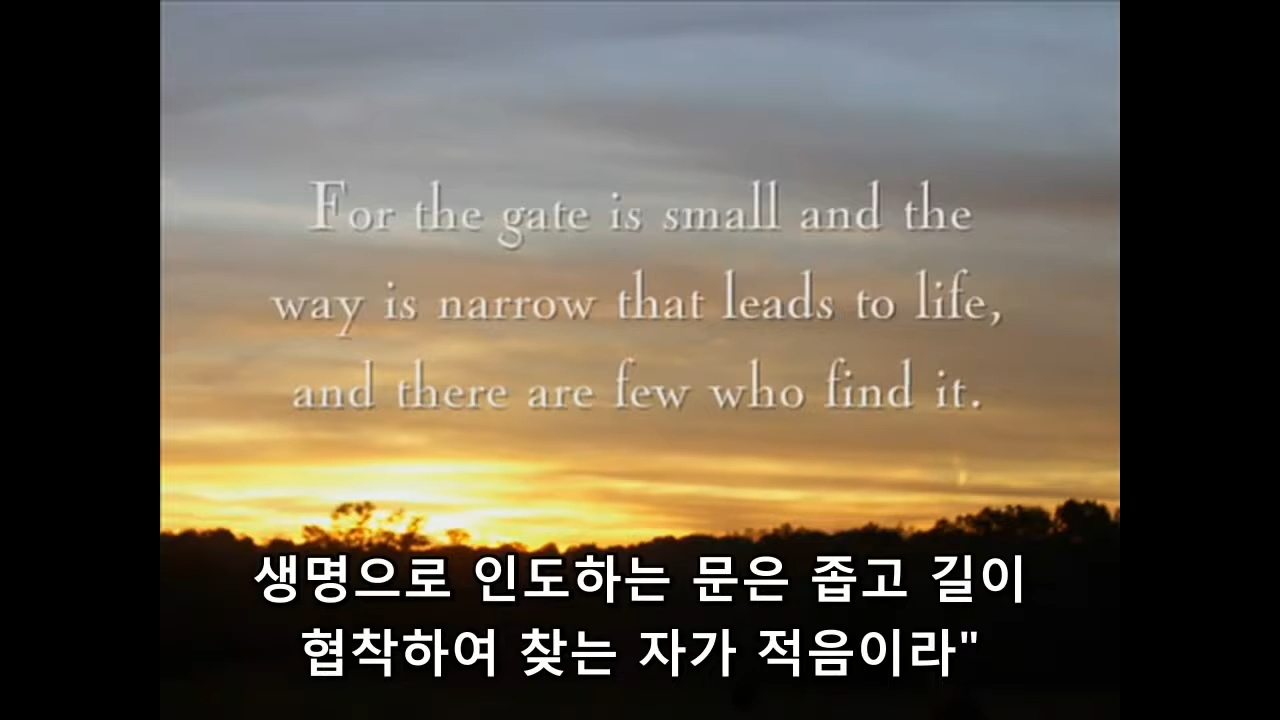 For the gate is small and the
way is narrow that leads to life,
and there are few who find it.
생명으로 인도하는 문은 좁고 길이
협착하여 찾는 자가 적음이라"